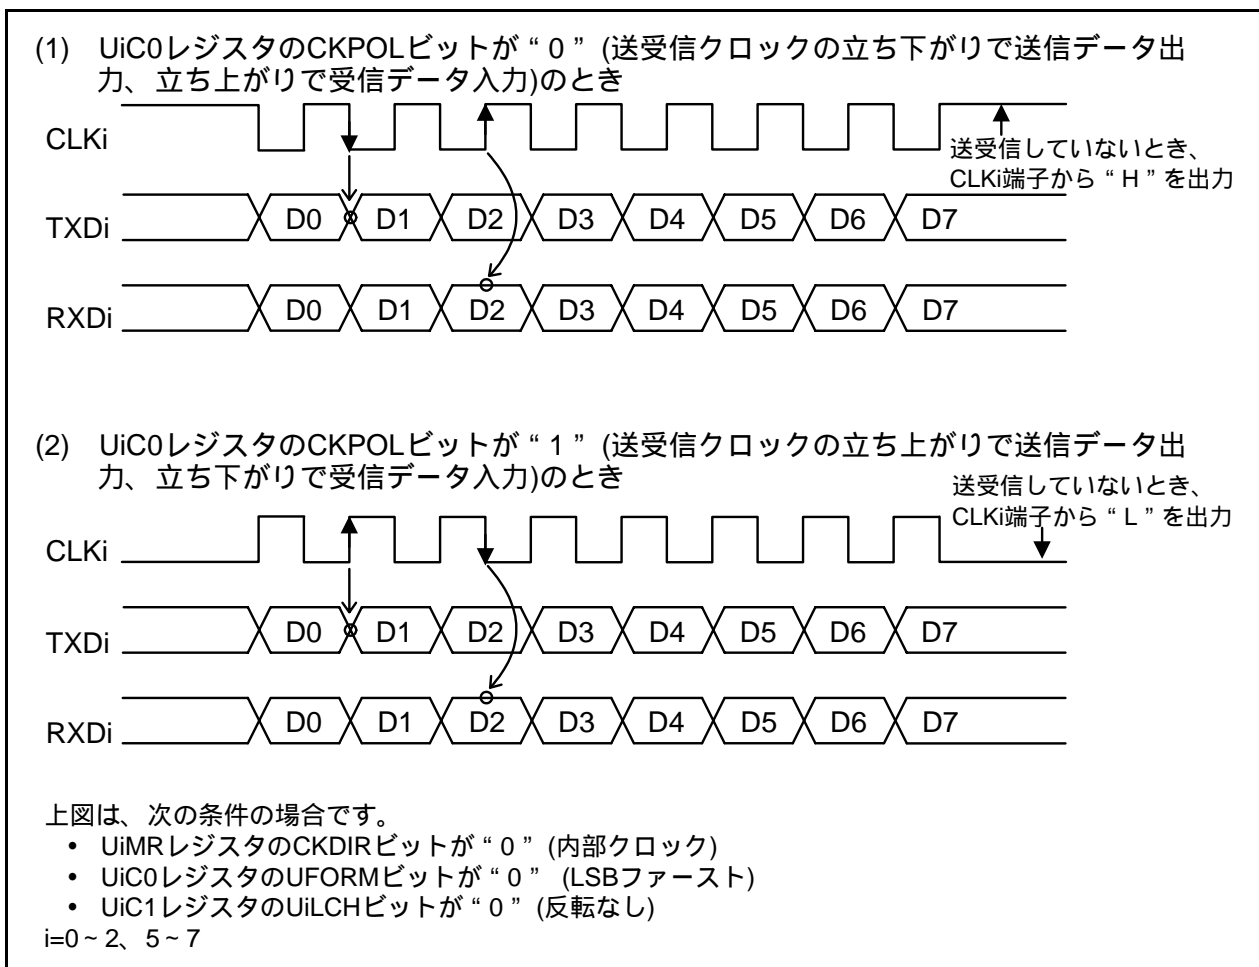 (1) UiC0レジスタのCKPOLビットが“0”(送受信クロックの立ち下がりで送信データ出
力、立ち上がりで受信データ入力)のとき
CLKi
送受信していないとき、
CLKi端子から“H”を出力
TXDi D0 D1 D2 D3 D4 D5 D6 D7
RXDi D0 D1 D2 D3 D4 D5 D6 D7
(2) UiC0レジスタのCKPOLビットが“1”(送受信クロックの立ち上がりで送信データ出
力、立ち下がりで受信データ入力)のとき
送受信していないとき、
CLKi端子から“L”を出力
CLKi
TXDi D0 D1 D2 D3 D4 D5 D6 D7
RXDi D0 D1 D2 D3 D4 D5 D6 D7
上図は、次の条件の場合です。
• UiMRレジスタのCKDIRビットが“0”(内部クロック)
• UiC0レジスタのUFORMビットが“0” (LSBファースト)
• UiC1レジスタのUiLCHビットが“0”(反転なし)
i=0~2、5~7